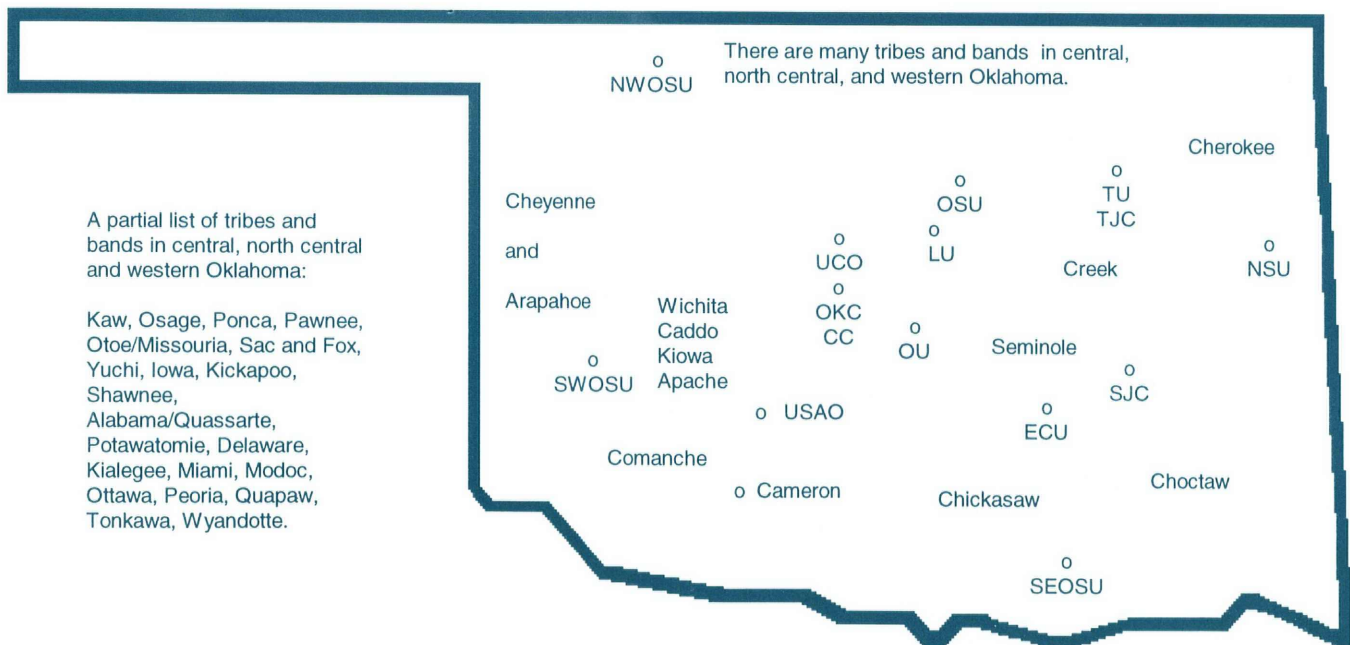 There are many tribes and bands in central,
north central, and western Oklahoma.
o
NWOSU
Cherokee
o
TU
TJC
o
OSU
Cheyenne
and
Arapahoe
A partial list of tribes and
bands in central, north central
and western Oklahoma:
Kaw, Osage, Ponca, Pawnee,
Otoe/Missouria, Sac and Fox,
Yuchi, Iowa, Kickapoo,
Shawnee,
Alabama/Quassarte,
Potawatomie, Delaware,
Kialegee, Miami, Modoc,
Ottawa, Peoria, Quapaw,
Tonkawa, Wyandotte.
o
UCO
o
LU
Creek
o
NSU
Wichita
Caddo
Kiowa
Apache
o
OKC
CC
o
OU
Seminole
o
SWOSU
o
SJC
o USAO
o
ECU
Comanche
o Cameron
Chickasaw
Choctaw
o
SEOSU